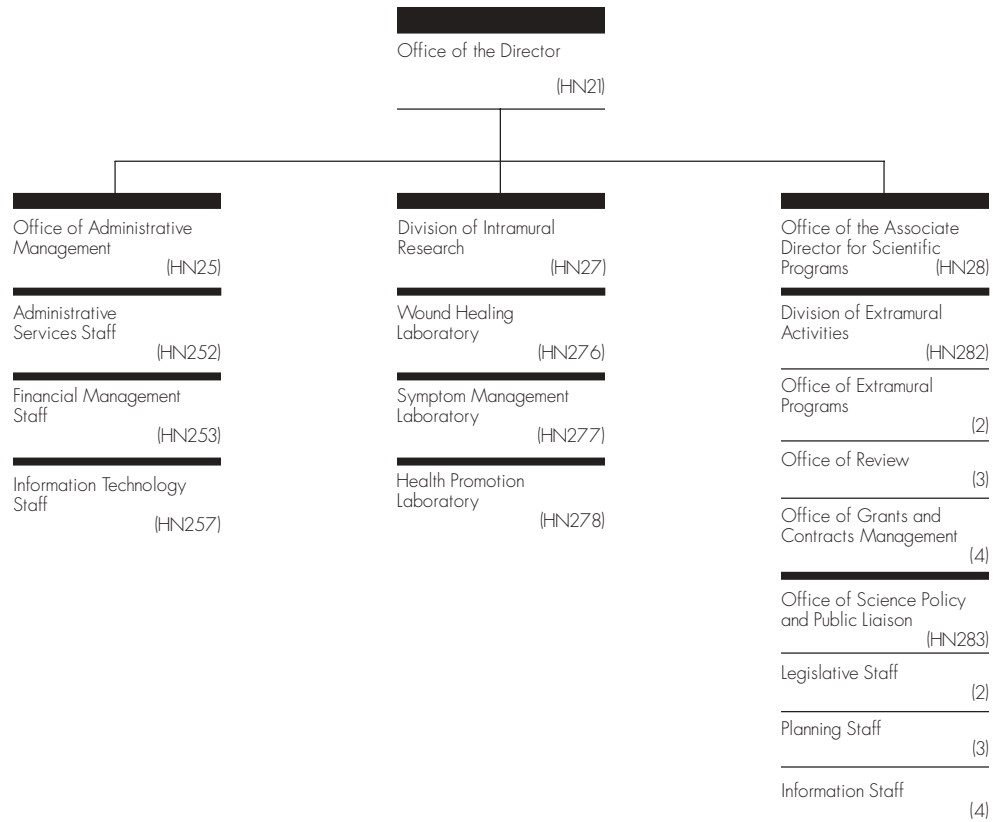 Office of the Director
(HN21)
Office of Administrative
Management
(HN25)
Administrative
Services Staff
(HN252)
Financial Management
Staff
(HN253)
Information Technology
Staff
(HN257)
Division of Intramural
Research
(HN27)
Wound Healing
Laboratory
(HN276)
Symptom Management
Laboratory
(HN277)
Health Promotion
Laboratory
(HN278)
Office of the Associate
Director for Scientific
Programs (HN28)
Division of Extramural
Activities
(HN282)
Office of Extramural
Programs
(2)
Office of Review
(3)
Office of Grants and
Contracts Management
(4)
Office of Science Policy
and Public Liaison
(HN283)
Legislative Staff
(2)
Planning Staff
(3)
Information Staff
(4)